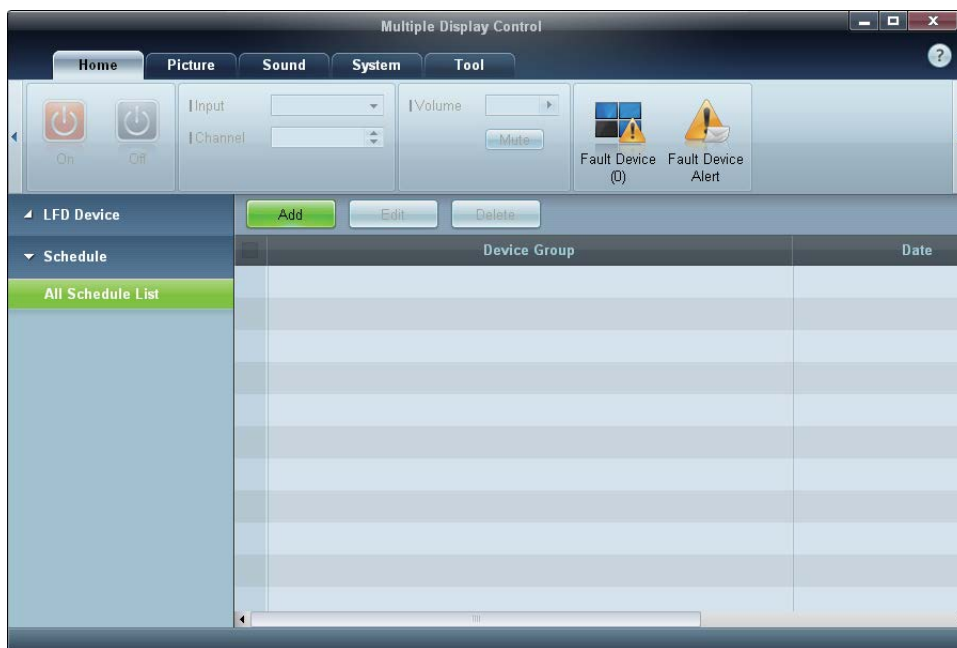 Multiple Display Control
Home Picture Sound System Tool
?
Input
Channel
On Off
Volume
Mute
Fault Device
(0)
Fault Device
Alert
LFD Device
Schedule
All Schedule List
Add Edit Delete
Device Group Date